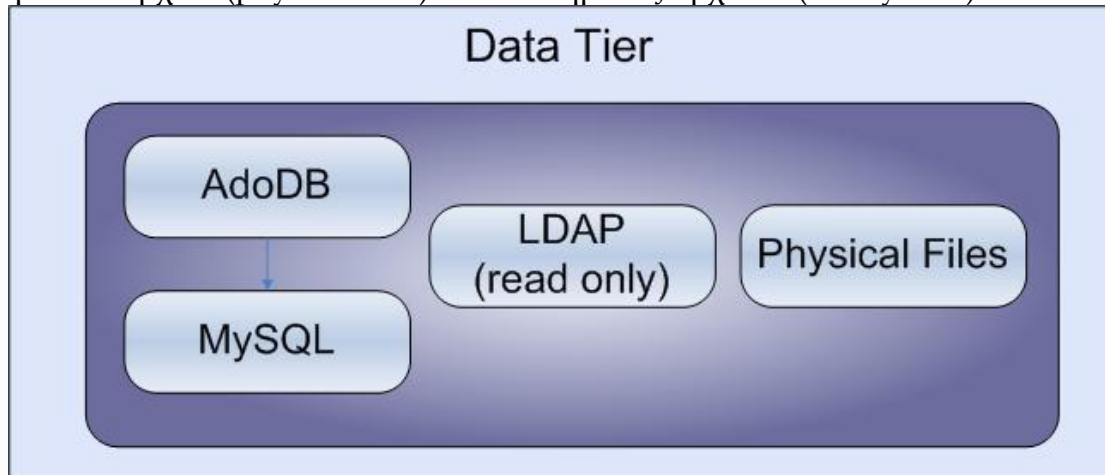 Data Tier
AdoDB
LDAP
(read only)
Physical Files
MySQL